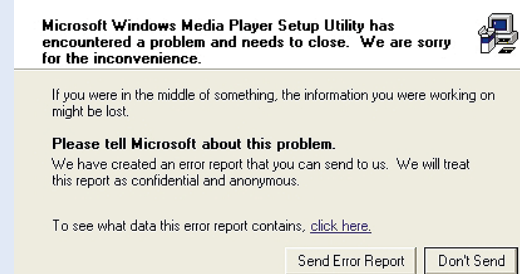 Microsoft Windows Media Player Setup Utility has
encountered a problem and needs to close.  We are sorry
for the inconvenience.
If you were in the middle of something, the information you were working on
might be lost.
Please tell Microsoft about this problem.
We have created an error report that you can send to us.  We will treat
this report as confidential and anonymous.
To see what data this error report contains, click here.
Send Error Report Don't Send